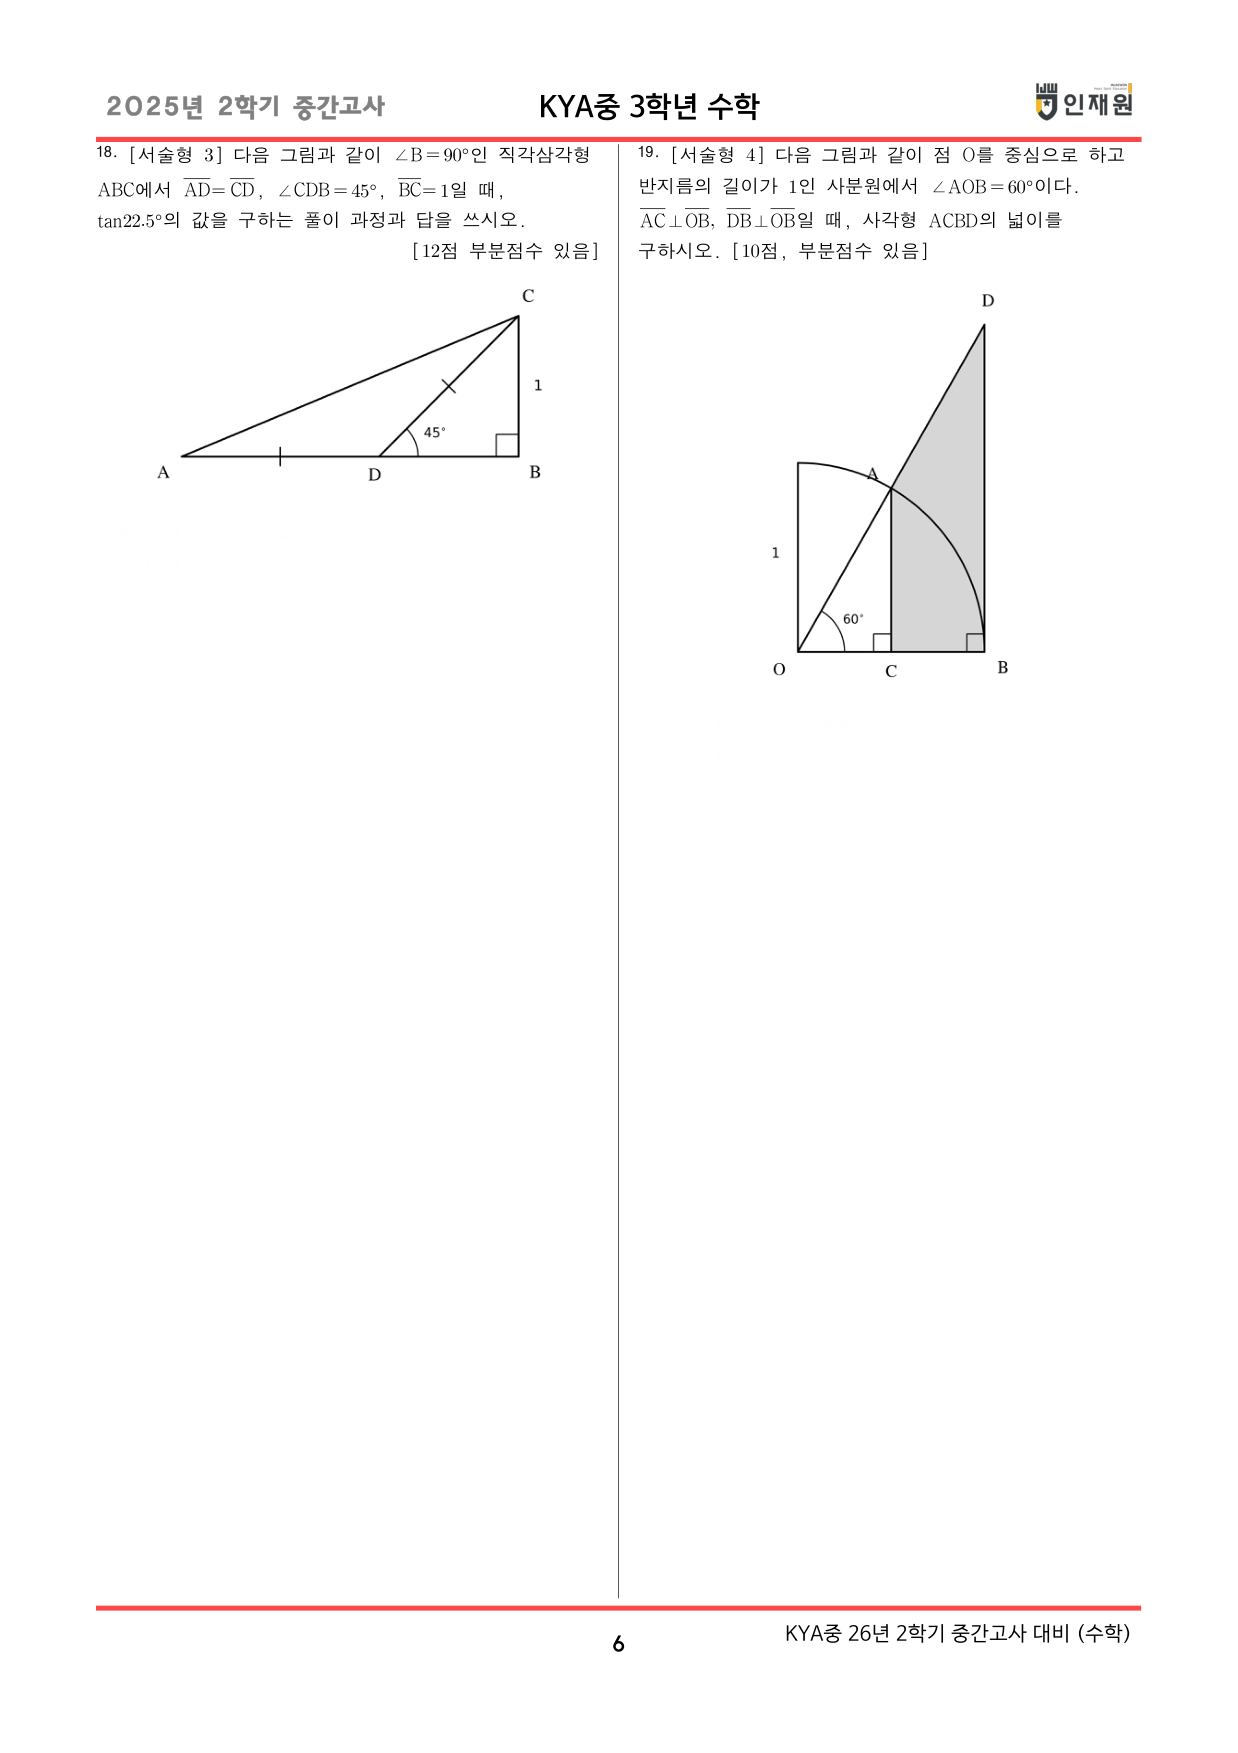 2025년 2학기 중간고사
KYA중 3학년 수학
인재원
18. [서술형 3] 다음 그림과 같이 ∠B=90°인 직각삼각형
ABC에서 A͞D=C͞D, ∠CDB=45°, B͞C=1일 때,
tan22.5°의 값을 구하는 풀이 과정과 답을 쓰시오.
[12점 부분점수 있음]
C
1
45°
A
D
B
19. [서술형 4] 다음 그림과 같이 점 O를 중심으로 하고
반지름의 길이가 1인 사분원에서 ∠AOB=60°이다.
A͞C⊥O͞B, D͞B⊥O͞B일 때, 사각형 ACBD의 넓이를
구하시오. [10점, 부분점수 있음]
D
A
1
60°
O
C
B
6
KYA중 26년 2학기 중간고사 대비 (수학)